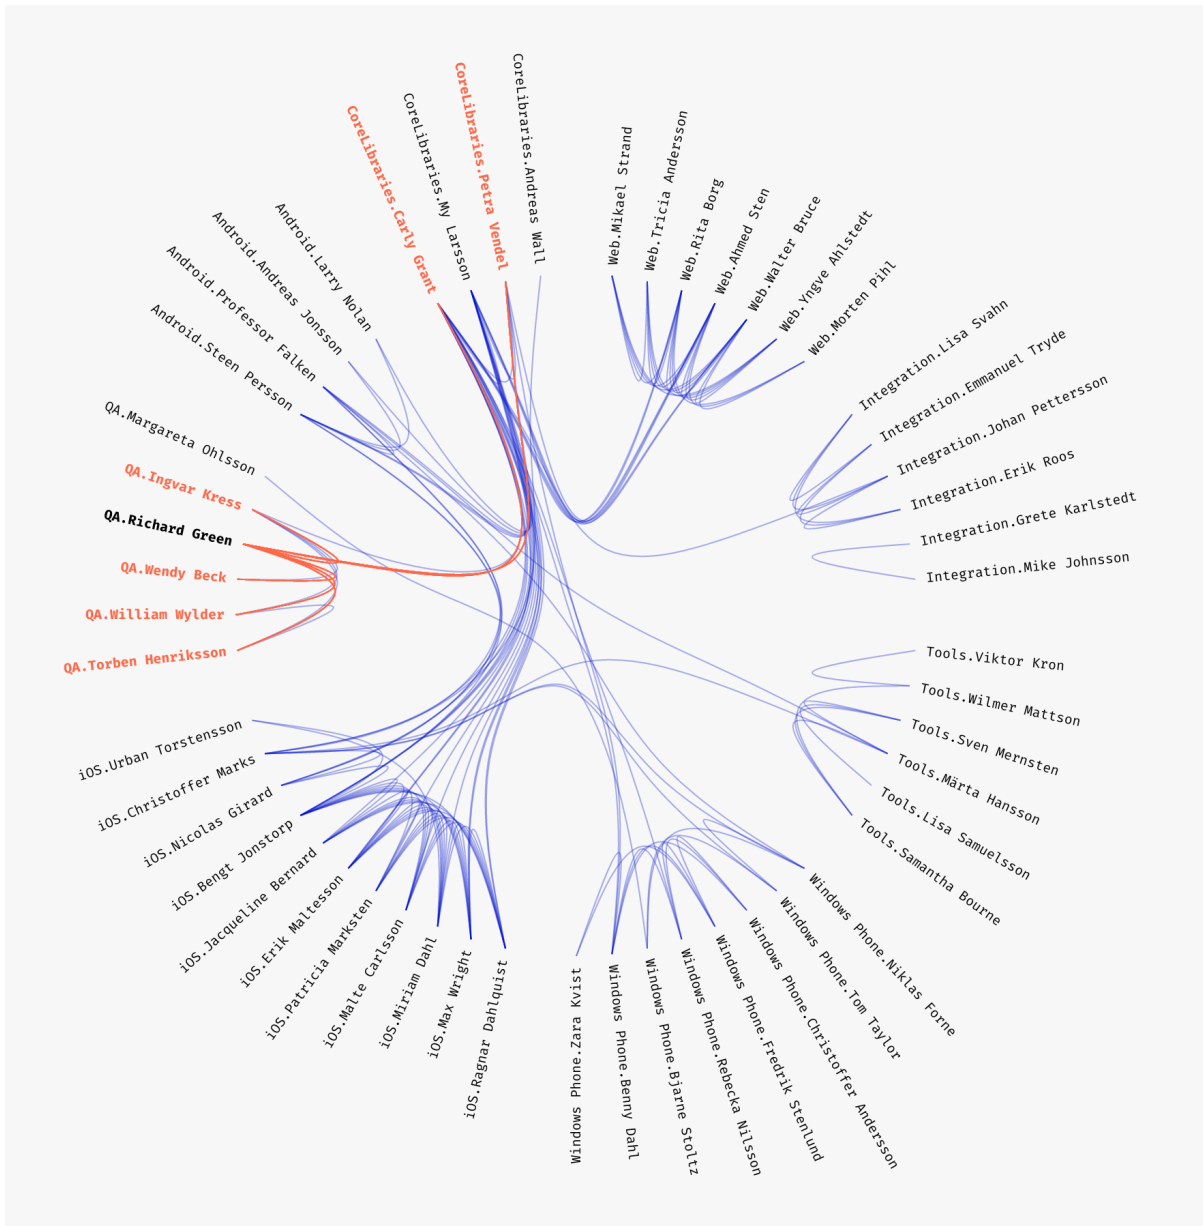 CoreLibraries.Andreas Wall
Web.Mikael Strand
Web.Tricia Andersson
Web.Rita Borg
Web.Ahmed Sten
Web.Walter Bruce
Web.Yngve Ahlstedt
Web.Morten Pihl
Integration.Lisa Svahn
Integration.Emmanuel Tryde
Integration.Johan Pettersson
Integration.Erik Roos
Integration.Grete Karlstedt
Integration.Mike Johnsson
Tools.Viktor Kron
Tools.Wilmer Mattson
Tools.Sven Mernsten
Tools.Märta Hansson
Tools.Lisa Samuelsson
Tools.Samantha Bourne
Windows Phone.Niklas Forne
Windows Phone.Tom Taylor
Windows Phone.Christoffer Andersson
Windows Phone.Fredrik Stenlund
Windows Phone.Rebecka Nilsson
Windows Phone.Bjarne Stoltz
Windows Phone.Benny Dahl
Windows Phone.Zara Kvist
iOS.Ragnar Dahlquist
iOS.Max Wright
iOS.Miriam Dahl
iOS.Malte Carlsson
iOS.Patricia Marksten
iOS.Erik Maltesson
iOS.Jacqueline Bernard
iOS.Bengt Jonstorp
iOS.Nicolas Girard
iOS.Christoffer Marks
iOS.Urban Torstensson
QA.Torben Henriksson
QA.William Wylder
QA.Wendy Beck
QA.Richard Green
QA.Ingvar Kress
QA.Margareta Ohlsson
Android.Steen Persson
Android.Professor Falken
Android.Andreas Jonsson
Android.Larry Nolan
CoreLibraries.Carly Grant
CoreLibraries.My Larsson
CoreLibraries.Petra Vendel